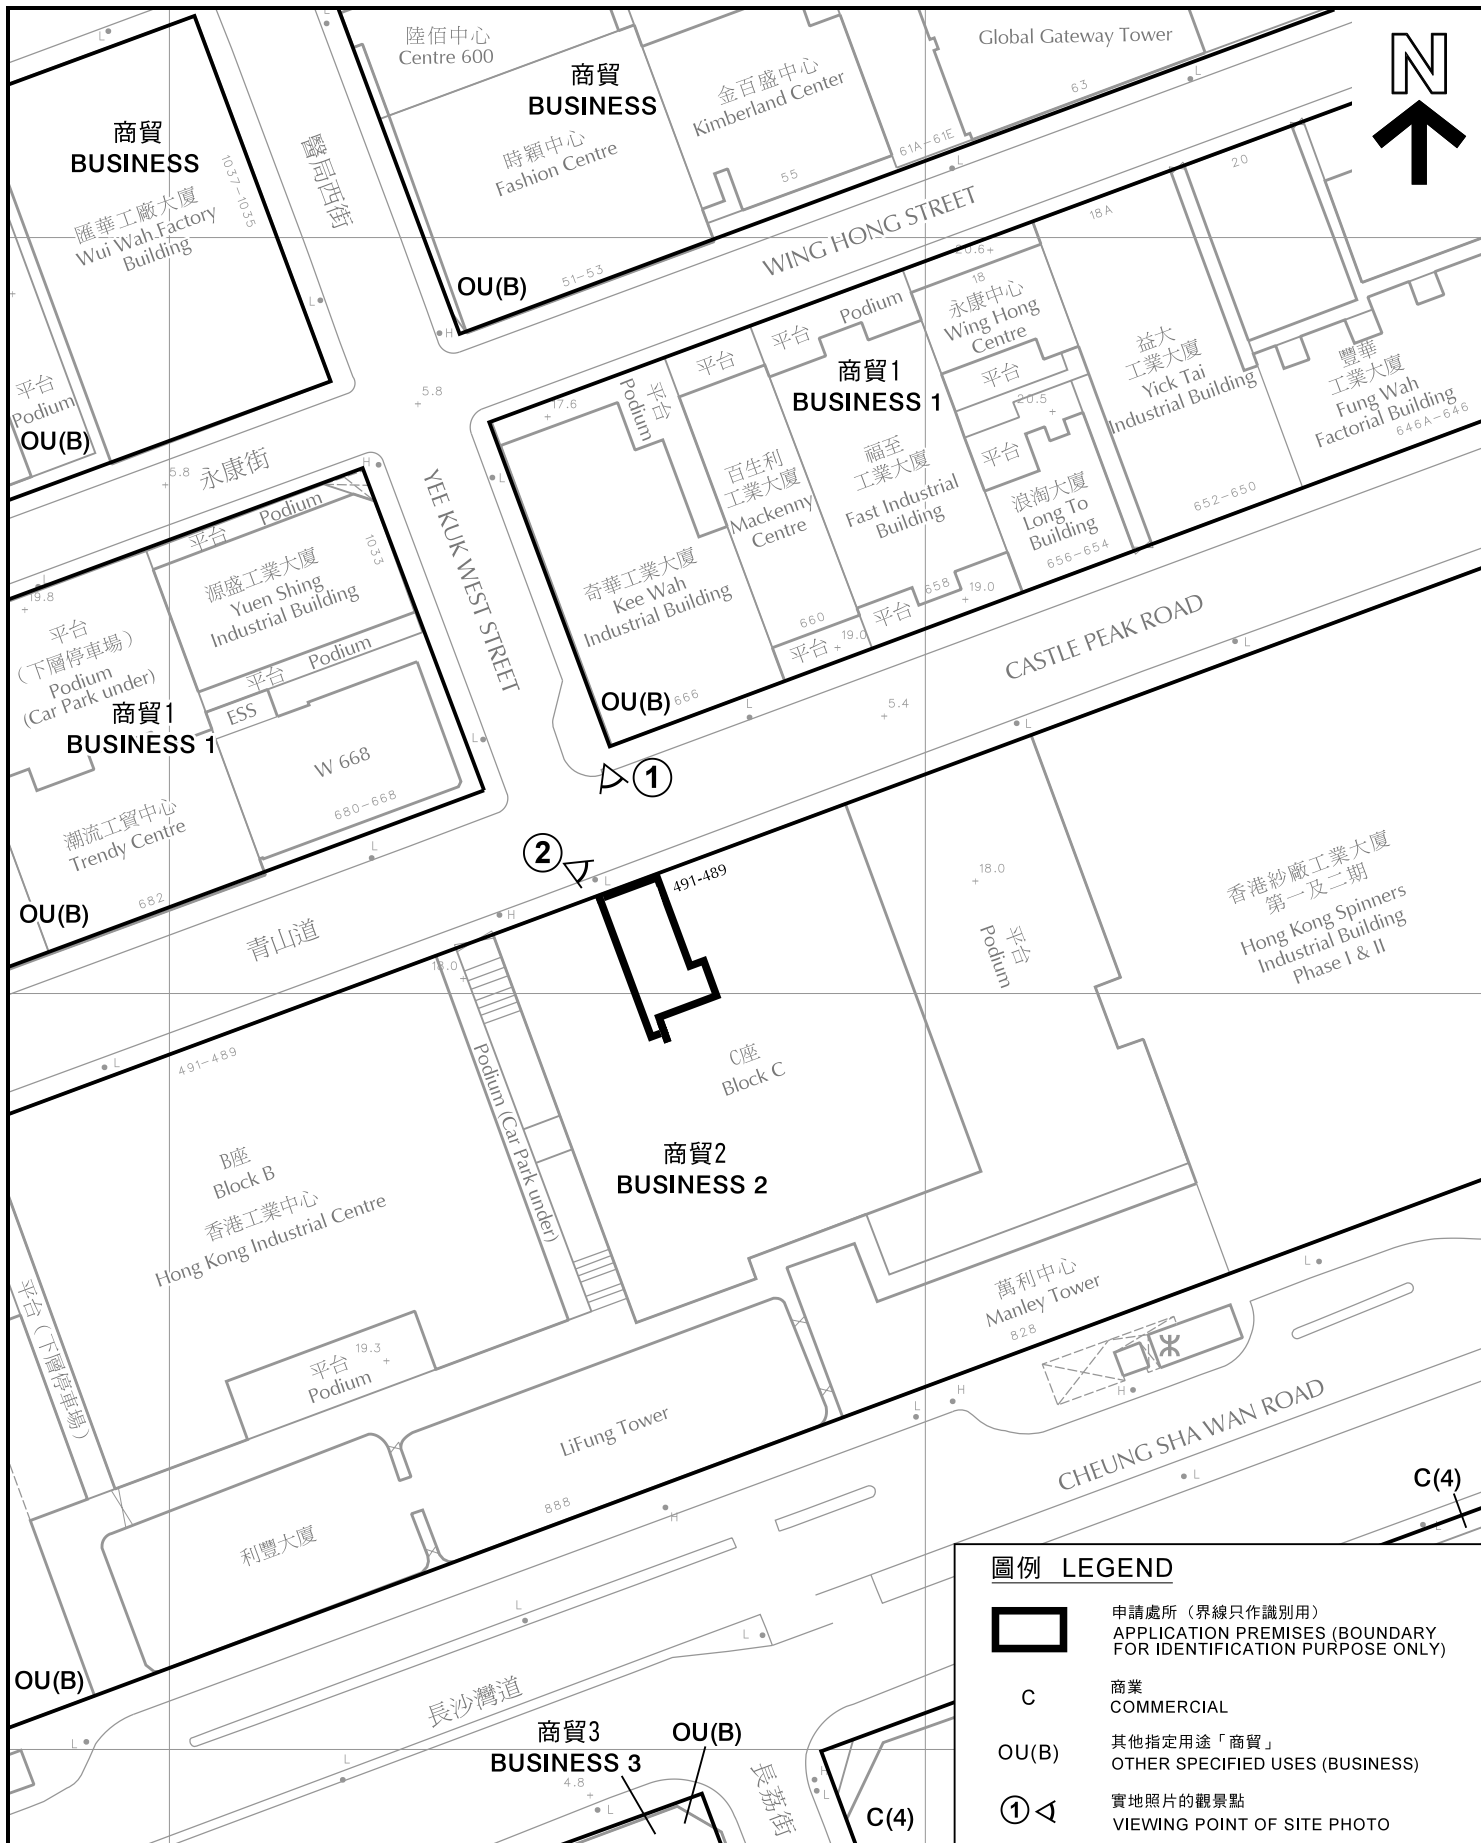 陸佰中心
Centre 600
商貿
BUSINESS
金百盛中心
Kimberland Center
Global Gateway Tower
63
L
L
L
N
商貿
BUSINESS
1037-1035
醫局西街
時穎中心
Fashion Centre
55
61A-61E
L
20
匯華工廠大廈
Wui Wah Factory
Building
L
WING HONG STREET
18A
OU(B)
51-53
H
20.6
18
永康中心
Wing Hong
Centre
平台
Podium
平台
平台
Podium
商貿1
BUSINESS 1
平台
益大
工業大廈
Yick Tai
Industrial Building
豐華
工業大廈
Fung Wah
Factorial Building
646A-646
平台
Podium
5.8
17.6
20.5
OU(B)
5.8
永康街
H
L
YEE KUK WEST STREET
百生利
工業大廈
Mackenny
Centre
福至
工業大廈
Fast Industrial
Building
平台
浪淘大廈
Long To
Building
656-654
652-650
平台
Podium
1033
源盛工業大廈
Yuen Shing
Industrial Building
L
19.8
平台
（下層停車場）
Podium
(Car Park under)
平台
Podium
奇華工業大廈
Kee Wah
Industrial Building
660
平台
19.0
平台
658
19.0
CASTLE PEAK ROAD
L
商貿1
BUSINESS 1
ESS
W 668
680-668
L
OU(B)
666
L
5.4
L
潮流工貿中心
Trendy Centre
L
1
2
L
491-489
OU(B)
682
青山道
H
18.0
平台
Podium
香港紗廠工業大廈
第一及二期
Hong Kong Spinners
Industrial Building
Phase I & II
18.0
L
491-489
Podium (Car Park under)
C座
Block C
B座
Block B
香港工業中心
Hong Kong Industrial Centre
商貿2
BUSINESS 2
平台（下層停車場）
萬利中心
Manley Tower
828
L
平台
Podium
19.3
H
H
L
LiFung Tower
CHEUNG SHA WAN ROAD
L
C(4)
L
888
H
利豐大廈
L
L
OU(B)
長沙灣道
L
L
商貿3
BUSINESS 3
OU(B)
4.8
L
長荔街
H
L
C(4)
圖例 LEGEND
申請處所（界線只作識別用）
APPLICATION PREMISES (BOUNDARY
FOR IDENTIFICATION PURPOSE ONLY)
C
商業
COMMERCIAL
OU(B)
其他指定用途「商貿」
OTHER SPECIFIED USES (BUSINESS)
1
實地照片的觀景點
VIEWING POINT OF SITE PHOTO